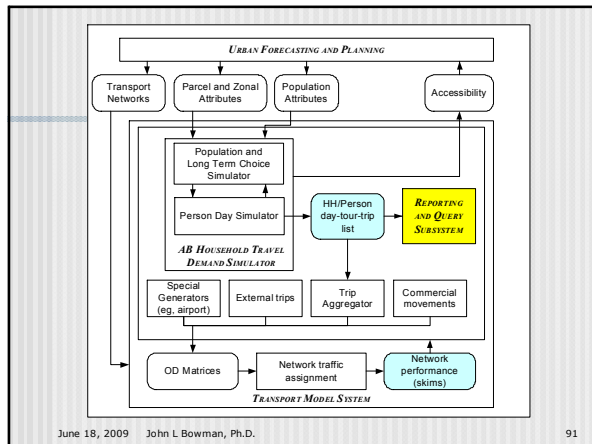 URBAN FORECASTING AND PLANNING
Transport
Networks
Parcel and Zonal
Attributes
Population
Attributes
Accessibility
Population and
Long Term Choice
Simulator
Person Day Simulator
HH/Person
day-tour-trip
list
REPORTING
AND QUERY
SUBSYSTEM
AB HOUSEHOLD TRAVEL
DEMAND SIMULATOR
Special
Generators
(eg, airport)
External trips
Trip
Aggregator
Commercial
movements
OD Matrices
Network traffic
assignment
Network
performance
(skims)
TRANSPORT MODEL SYSTEM
June 18, 2009 John L Bowman, Ph.D. 91